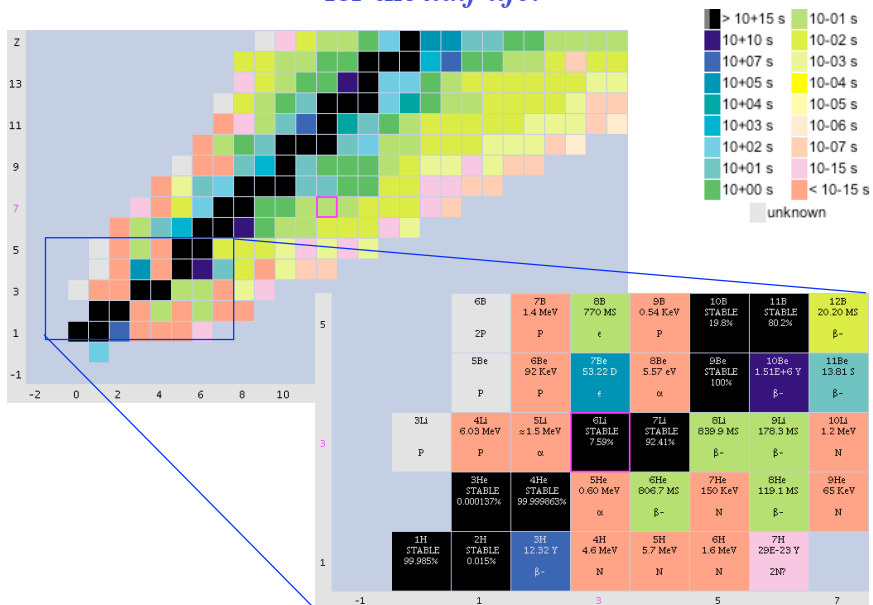 for the half-life.
> 10+15 s 10-01 s
10+10 s 10-02 s
10+07 s 10-03 s
10+05 s 10-04 s
10+04 s 10-05 s
10+03 s 10-06 s
10+02 s 10-07 s
10+01 s 10-15 s
10+00 s < 10-15 s
unknown
Z
13
11
9
7
5
3
1
-1
-2 0 2 4 6 8 10
5
6B 7B 8B 9B 10B 11B 12B
1.4 MeV 770 MS 0.54 KeV STABLE STABLE 20.20 MS
19.8% 80.2%
2P P ε P β-
5Be 6Be 7Be 8Be 9Be 10Be 11Be
92 KeV 53.22 D 5.57 eV STABLE 1.51E+6 Y 13.81 S
100%
P P ε α β- β-
3
3Li 4Li 5Li 6Li 7Li 8Li 9Li 10Li
6.03 MeV ≈1.5 MeV STABLE STABLE 839.9 MS 178.3 MS 1.2 MeV
7.59% 92.41%
P P α β- β- N
3He 4He 5He 6He 7He 8He 9He
STABLE STABLE 0.60 MeV 806.7 MS 150 KeV 119.1 MS 65 KeV
0.000137% 99.999863%
α β- N β- N
1
1H 2H 3H 4H 5H 6H 7H
STABLE STABLE 12.32 Y 4.6 MeV 5.7 MeV 1.6 MeV 29E-23 Y
99.985% 0.015%
β- N N N 2N?
-1 1 3 5 7